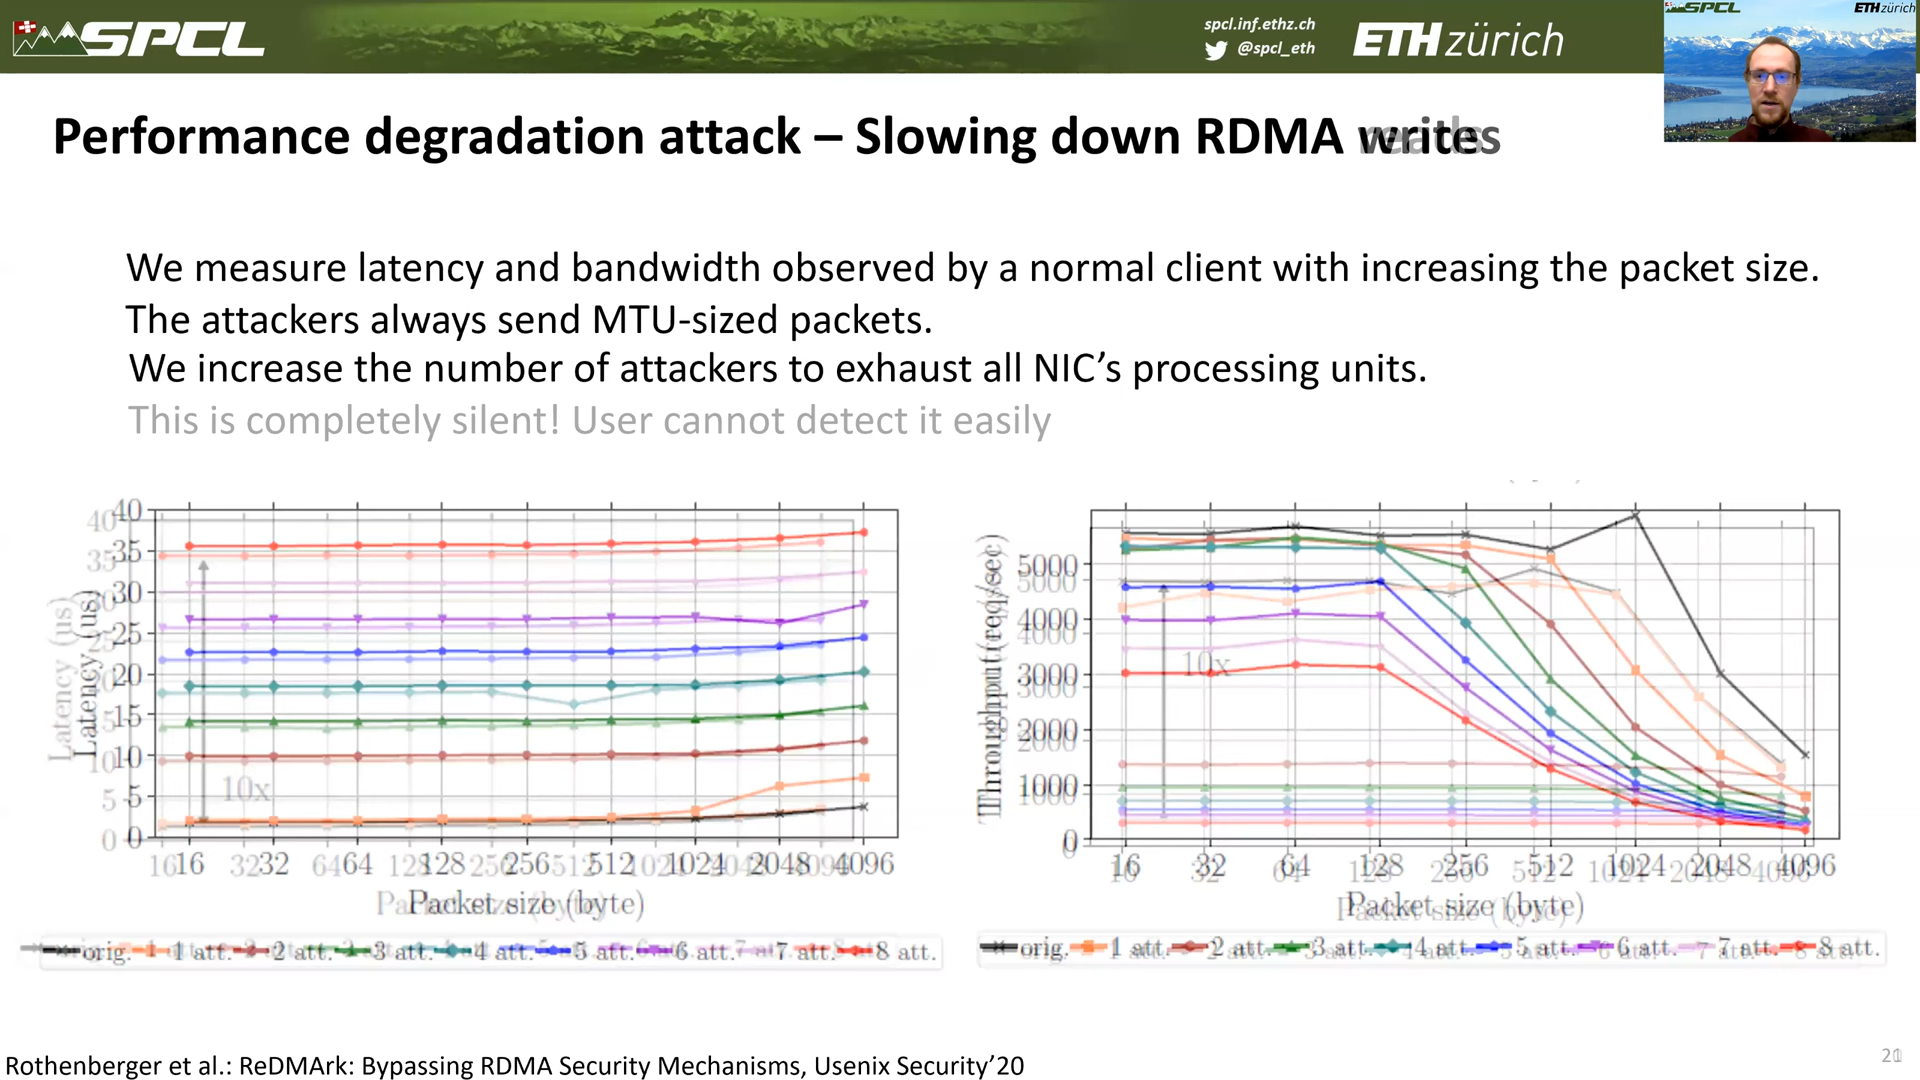 SPCL
spcl.inf.ethz.ch
@spcl_eth
ETH zürich
SPCL
ETH zürich
Performance degradation attack – Slowing down RDMA writes
We measure latency and bandwidth observed by a normal client with increasing the packet size.
The attackers always send MTU-sized packets.
We increase the number of attackers to exhaust all NIC’s processing units.
This is completely silent! User cannot detect it easily
40
35
30
25
20
15
10
5
0
Latency (us)
10x
16 32 64 128 256 512 1024 2048 4096
Packet size (byte)
orig. 1 att. 2 att. 3 att. 4 att. 5 att. 6 att. 7 att. 8 att.
5000
4000
3000
2000
1000
0
Throughput (req/sec)
10x
16 32 64 128 256 512 1024 2048 4096
Packet size (byte)
orig. 1 att. 2 att. 3 att. 4 att. 5 att. 6 att. 7 att. 8 att.
Rothenberger et al.: ReDMArk: Bypassing RDMA Security Mechanisms, Usenix Security’20